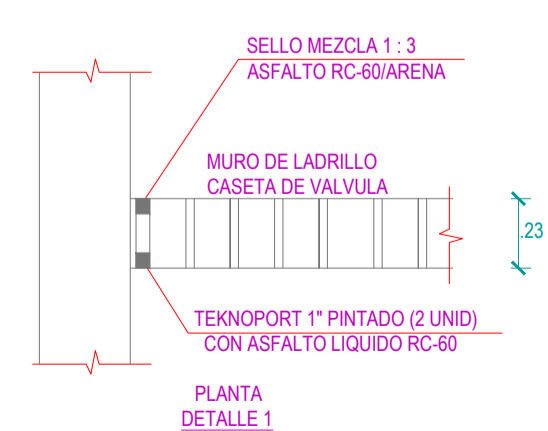 SELLO MEZCLA 1 : 3
ASFALTO RC-60/ARENA
MURO DE LADRILLO
CASETA DE VALVULA
.23
TEKNOPORT 1" PINTADO (2 UNID)
CON ASFALTO LIQUIDO RC-60
PLANTA
DETALLE 1